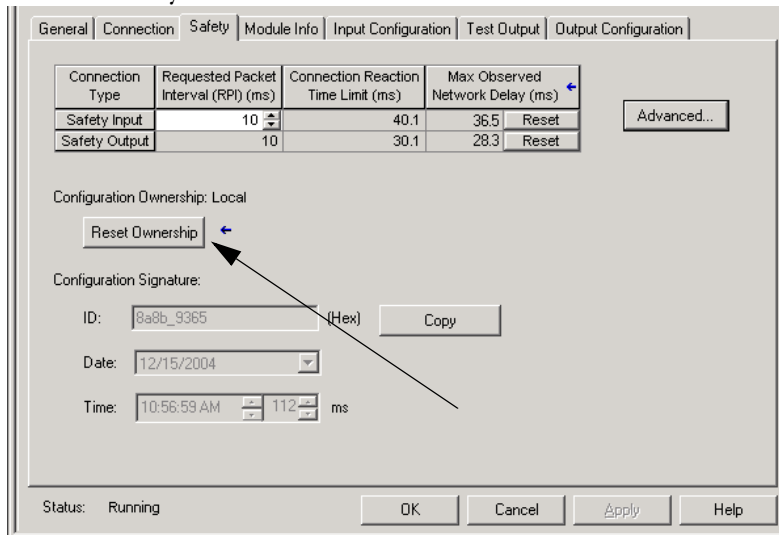 General Connection Safety Module Info Input Configuration Test Output Output Configuration
Connection Type Requested Packet Interval (RPI) (ms) Connection Reaction Time Limit (ms) Max Observed Network Delay (ms)
Safety Input 10 40.1 36.5 Reset
Safety Output 10 30.1 28.3 Reset
Advanced...
Configuration Ownership: Local
Reset Ownership
Configuration Signature:
ID: 8a8b_9365 (Hex) Copy
Date: 12/15/2004
Time: 10:56:59 AM 112 ms
Status: Running OK Cancel Apply Help